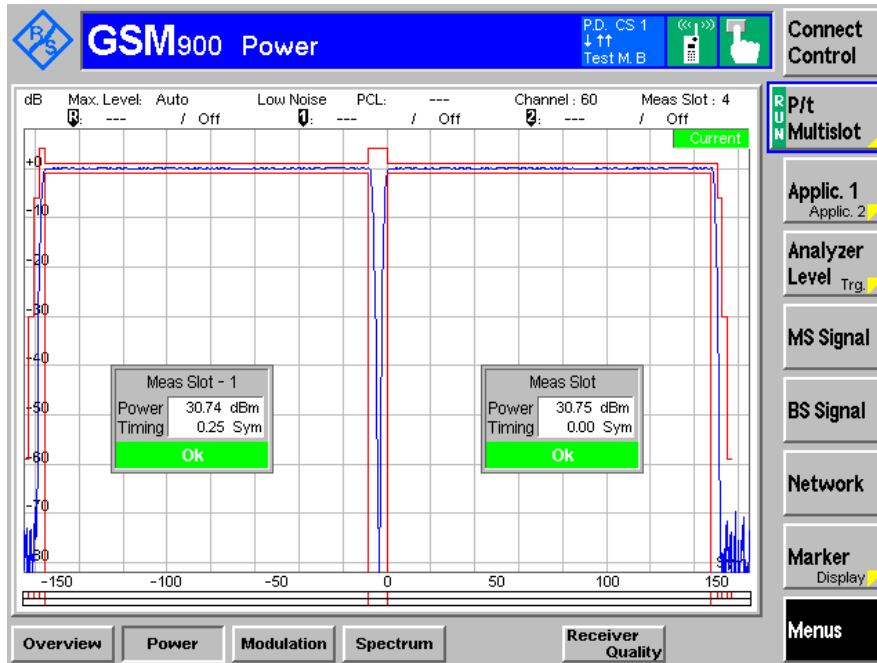 R/S
GSM900 Power
P.D. CS 1
↓ ↑↑
Test M. B
Connect Control
dB Max. Level: Auto Low Noise PCL: --- Channel : 60 Meas Slot : 4
R: --- / Off 1: --- / Off 2: --- / Off
Current
RUN
P/t Multislot
Applic. 1
Applic. 2
Analyzer Level Trg.
MS Signal
BS Signal
Network
Marker
Display
Menus
+0
-10
-20
-30
-40
-50
-60
-70
-80
Meas Slot - 1
Power 30.74 dBm
Timing 0.25 Sym
Ok
Meas Slot
Power 30.75 dBm
Timing 0.00 Sym
Ok
-150 -100 -50 0 50 100 150
Overview Power Modulation Spectrum Receiver Quality